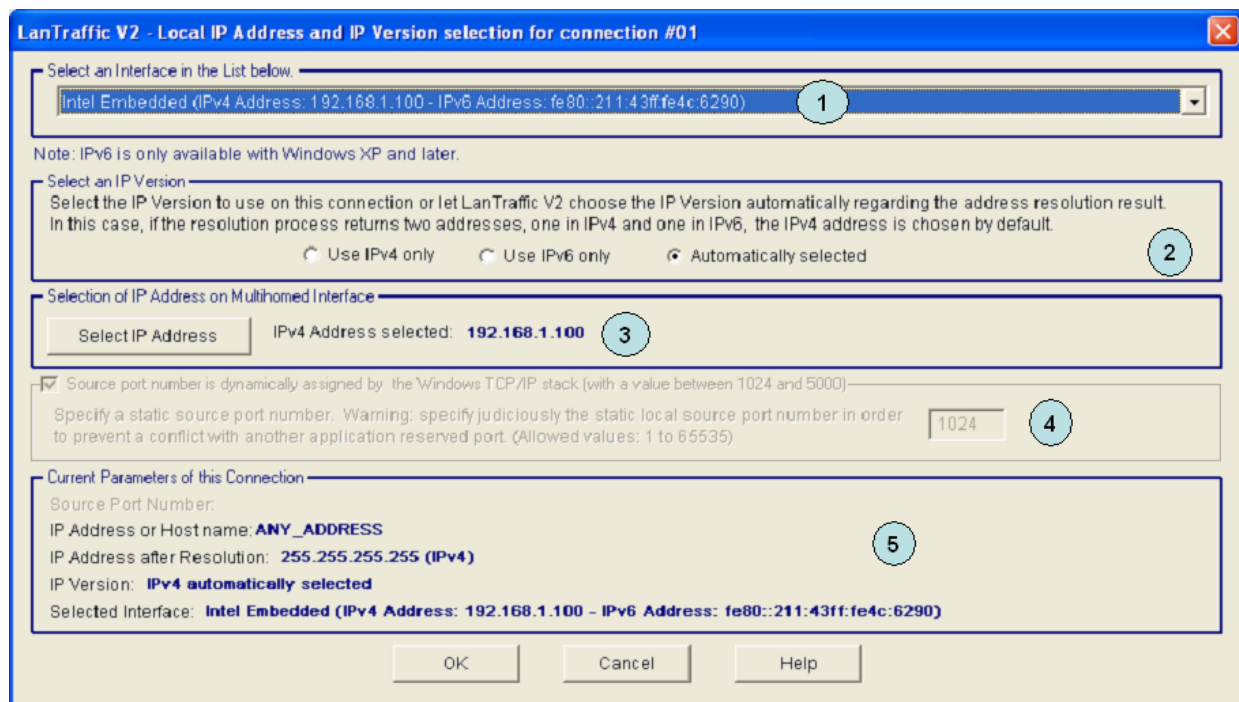 LanTraffic V2 - Local IP Address and IP Version selection for connection #01
Select an Interface in the List below.
Intel Embedded (IPv4 Address: 192.168.1.100 - IPv6 Address: fe80::211:43ff:fe4c:6290)
1
Note: IPv6 is only available with Windows XP and later.
Select an IP Version
Select the IP Version to use on this connection or let LanTraffic V2 choose the IP Version automatically regarding the address resolution result.
In this case, if the resolution process returns two addresses, one in IPv4 and one in IPv6, the IPv4 address is chosen by default.
Use IPv4 only Use IPv6 only Automatically selected
2
Selection of IP Address on Multihomed Interface
Select IP Address IPv4 Address selected: 192.168.1.100
3
Source port number is dynamically assigned by the Windows TCP/IP stack (with a value between 1024 and 5000)
Specify a static source port number. Warning: specify judiciously the static local source port number in order
to prevent a conflict with another application reserved port. (Allowed values: 1 to 65535)
1024
4
Current Parameters of this Connection
Source Port Number:
IP Address or Host name: ANY_ADDRESS
IP Address after Resolution: 255.255.255.255 (IPv4)
5
IP Version: IPv4 automatically selected
Selected Interface: Intel Embedded (IPv4 Address: 192.168.1.100 - IPv6 Address: fe80::211:43ff:fe4c:6290)
OK Cancel Help